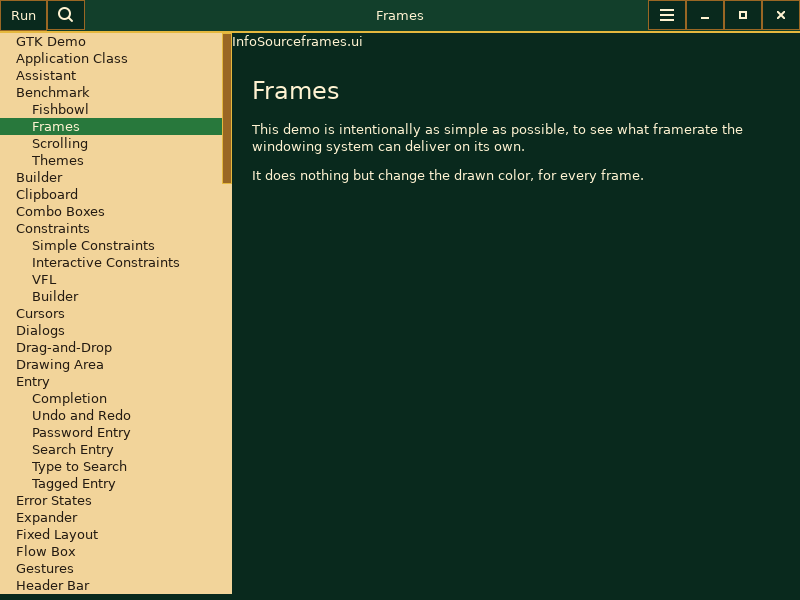 Run
Frames
GTK Demo
Application Class
Assistant
Benchmark
Fishbowl
Frames
Scrolling
Themes
Builder
Clipboard
Combo Boxes
Constraints
Simple Constraints
Interactive Constraints
VFL
Builder
Cursors
Dialogs
Drag-and-Drop
Drawing Area
Entry
Completion
Undo and Redo
Password Entry
Search Entry
Type to Search
Tagged Entry
Error States
Expander
Fixed Layout
Flow Box
Gestures
Header Bar
InfoSourceframes.ui
Frames
This demo is intentionally as simple as possible, to see what framerate the
windowing system can deliver on its own.
It does nothing but change the drawn color, for every frame.